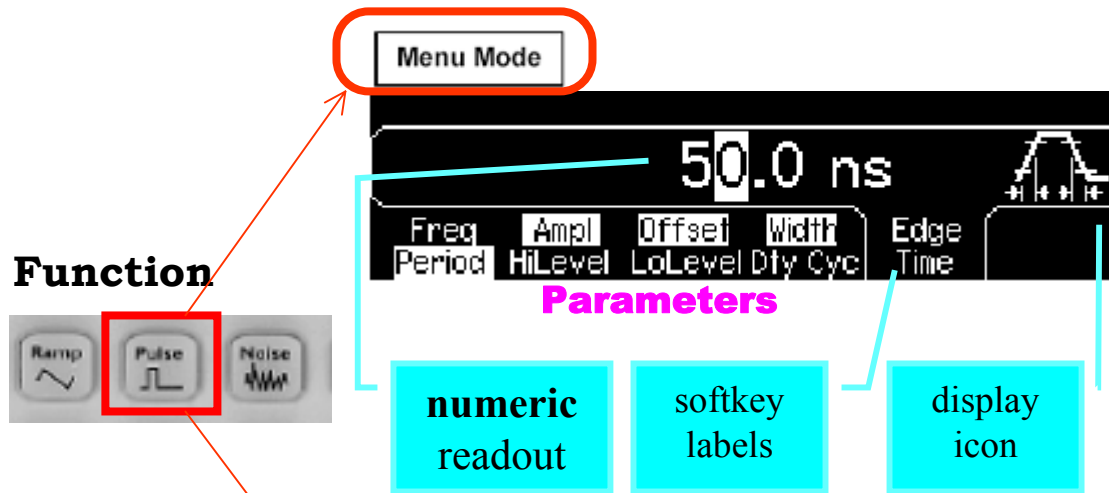 Menu Mode
50.0 ns
Freq Ampl Offset Width Edge
Period HiLevel LoLevel Dty Cyc Time
Parameters
Function
Ramp Pulse Noise
numeric
readout
softkey
labels
display
icon